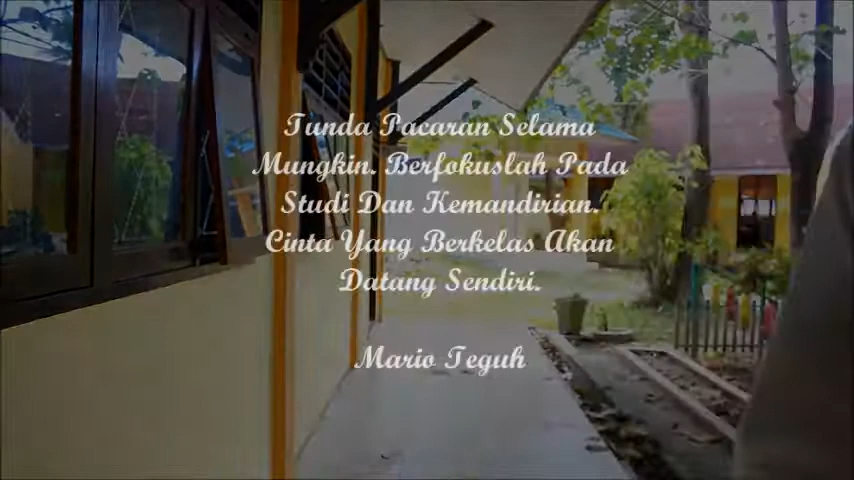 Tunda Pacaran Selama
Mungkin. Berfokuslah Pada
Studi Dan Kemandirian.
Cinta Yang Berkelas Akan
Datang Sendiri.
Mario Teguh